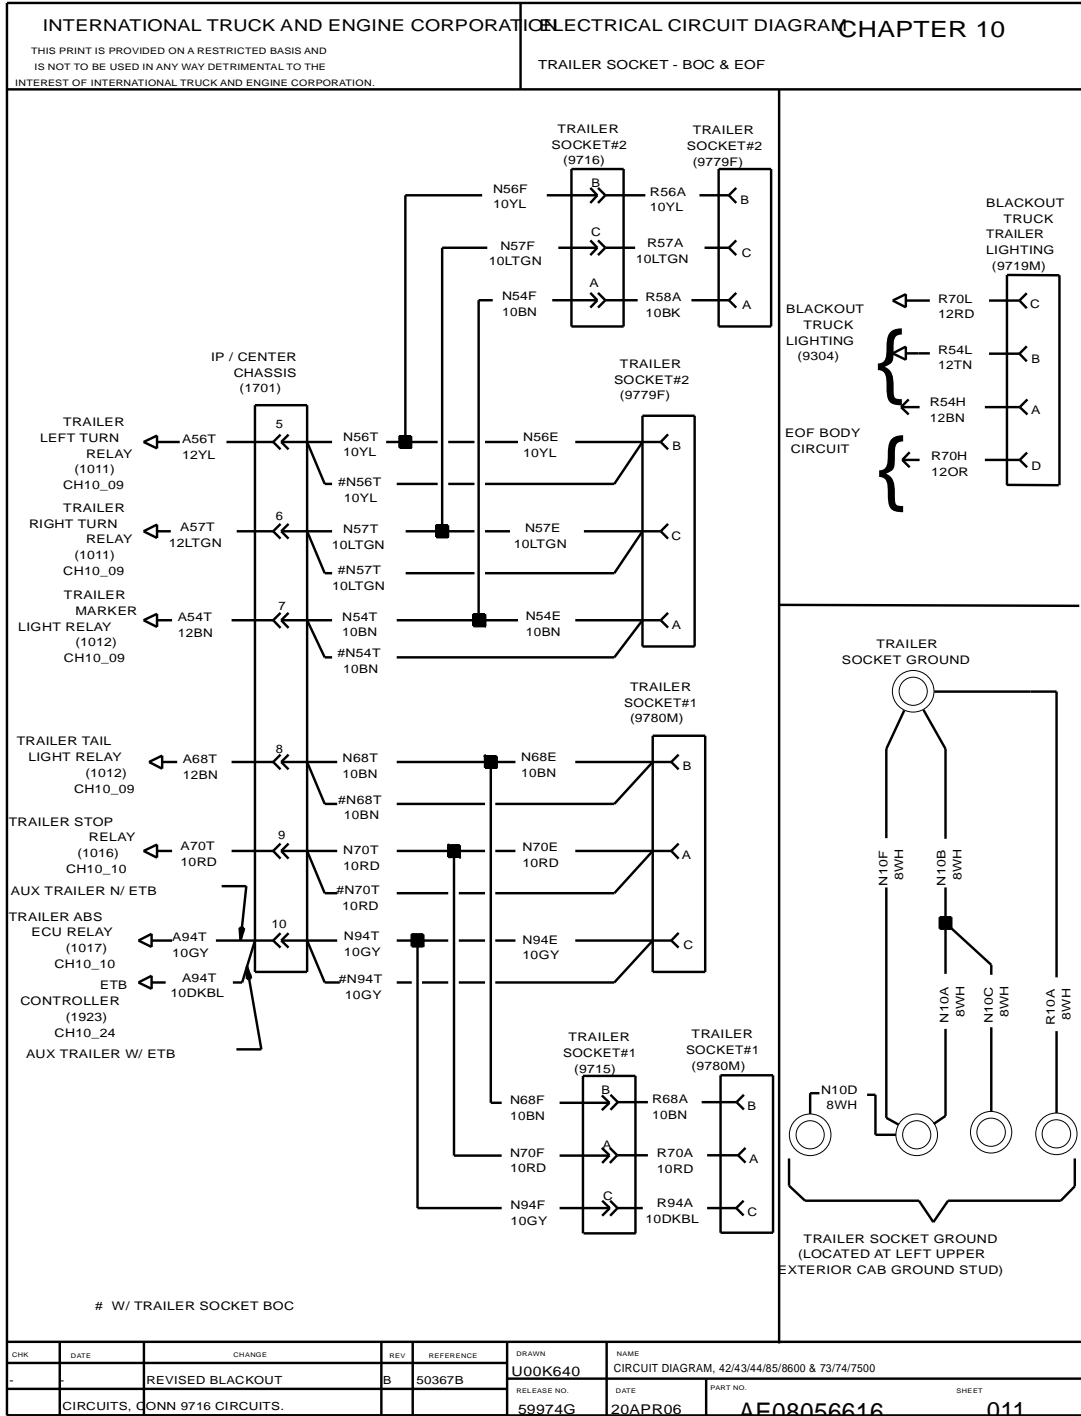 INTERNATIONAL TRUCK AND ENGINE CORPORATION
THIS PRINT IS PROVIDED ON A RESTRICTED BASIS AND
IS NOT TO BE USED IN ANY WAY DETRIMENTAL TO THE
INTEREST OF INTERNATIONAL TRUCK AND ENGINE CORPORATION.
ELECTRICAL CIRCUIT DIAGRAM
CHAPTER 10
TRAILER SOCKET - BOC & EOF
TRAILER
SOCKET#2
(9716)
TRAILER
SOCKET#2
(9779F)
N56F
10YL
B
R56A
10YL
B
N57F
10LTGN
C
R57A
10LTGN
C
N54F
10BN
A
R58A
10BK
A
IP / CENTER
CHASSIS
(1701)
TRAILER
SOCKET#2
(9779F)
TRAILER
LEFT TURN
RELAY
(1011)
CH10_09
A56T
12YL
5
N56T
10YL
N56E
10YL
B
#N56T
10YL
TRAILER
RIGHT TURN
RELAY
(1011)
CH10_09
A57T
12LTGN
6
N57T
10LTGN
N57E
10LTGN
C
#N57T
10LTGN
TRAILER
MARKER
LIGHT RELAY
(1012)
CH10_09
A54T
12BN
7
N54T
10BN
N54E
10BN
A
#N54T
10BN
TRAILER
SOCKET#1
(9780M)
TRAILER TAIL
LIGHT RELAY
(1012)
CH10_09
A68T
12BN
8
N68T
10BN
N68E
10BN
B
#N68T
10BN
TRAILER STOP
RELAY
(1016)
CH10_10
A70T
10RD
9
N70T
10RD
N70E
10RD
A
#N70T
10RD
AUX TRAILER N/ ETB
TRAILER ABS
ECU RELAY
(1017)
CH10_10
A94T
10GY
10
N94T
10GY
N94E
10GY
C
#N94T
10GY
ETB
CONTROLLER
(1923)
CH10_24
A94T
10DKBL
AUX TRAILER W/ ETB
TRAILER
SOCKET#1
(9715)
TRAILER
SOCKET#1
(9780M)
N68F
10BN
B
R68A
10BN
B
N70F
10RD
A
R70A
10RD
A
N94F
10GY
C
R94A
10DKBL
C
# W/ TRAILER SOCKET BOC
BLACKOUT
TRUCK
TRAILER
LIGHTING
(9719M)
BLACKOUT
TRUCK
LIGHTING
(9304)
R70L
12RD
C
R54L
12TN
B
R54H
12BN
A
EOF BODY
CIRCUIT
R70H
12OR
D
TRAILER
SOCKET GROUND
N10F
8WH
N10B
8WH
N10A
8WH
N10C
8WH
R10A
8WH
N10D
8WH
TRAILER SOCKET GROUND
(LOCATED AT LEFT UPPER
EXTERIOR CAB GROUND STUD)
CHK
DATE
CHANGE
REV
REFERENCE
-
-
REVISED BLACKOUT
B
50367B
CIRCUITS, CONN 9716 CIRCUITS.
DRAWN
U00K640
NAME
CIRCUIT DIAGRAM, 42/43/44/85/8600 & 73/74/7500
RELEASE NO.
59974G
DATE
20APR06
PART NO.
AE08056616
SHEET
011